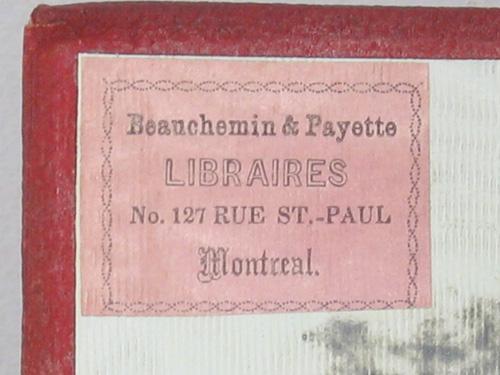 Beauchemin & Payette
LIBRAIRES
No. 127 RUE ST.-PAUL
Montreal.